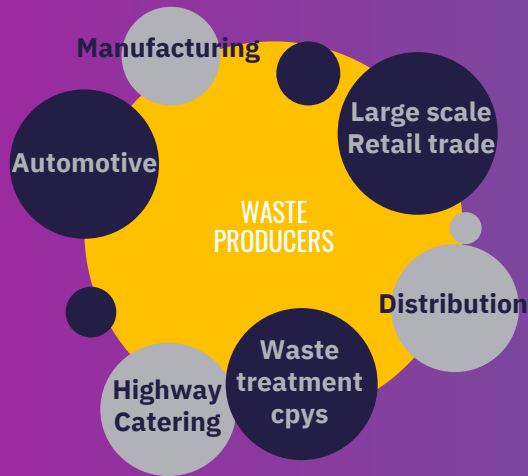 Manufacturing
Large scale
Retail trade
Automotive
WASTE
PRODUCERS
Distribution
Waste
treatment
cpys
Highway
Catering